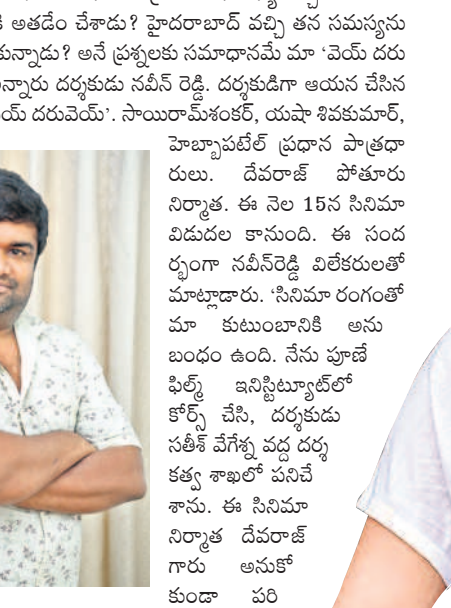 కి అతడేం చేశాడు? హైదరాబాద్ వచ్చి తన సమస్యను
కున్నాడు? అనే ప్రశ్నలకు సమాధానమే మా ‘వెయ్ దరు
న్నారు దర్శకుడు నవీన్ రెడ్డి. దర్శకుడిగా ఆయన చేసిన
య్ దరువెయ్’. సాయిరామ్‌శంకర్, యషా శివకుమార్,
హెబ్బాపటేల్ ప్రధాన పాత్రధా
రులు. దేవరాజ్ పోతూరు
నిర్మాత. ఈ నెల 15న సినిమా
విడుదల కానుంది. ఈ సంద
ర్భంగా నవీన్‌రెడ్డి విలేకరులతో
మాట్లాడారు. ‘సినిమా రంగంతో
మా కుటుంబానికి అను
బంధం ఉంది. నేను పూణే
ఫిల్మ్ ఇనిస్టిట్యూట్‌లో
కోర్స్ చేసి, దర్శకుడు
సతీశ్ వేగేశ్న వద్ద దర్శ
కత్వ శాఖలో పనిచే
శాను. ఈ సినిమా
నిర్మాత దేవరాజ్
గారు అనుకో
కుండా పరి